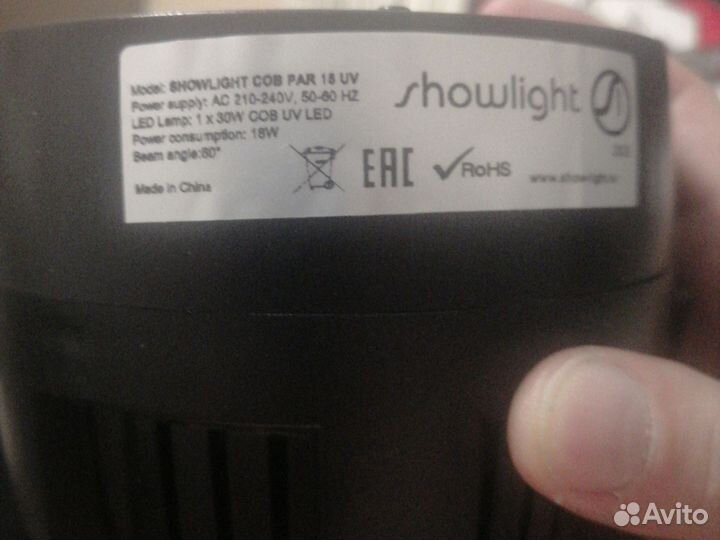 Model: SHOWLIGHT COB PAR 18 UV
Power supply: AC 210-240V, 50-60 HZ
LED Lamp: 1 x 30W COB UV LED
Power consumption: 18W
Beam angle:60°
Made in China
showlight
EAC
RoHS
www.showlight.ru
Avito